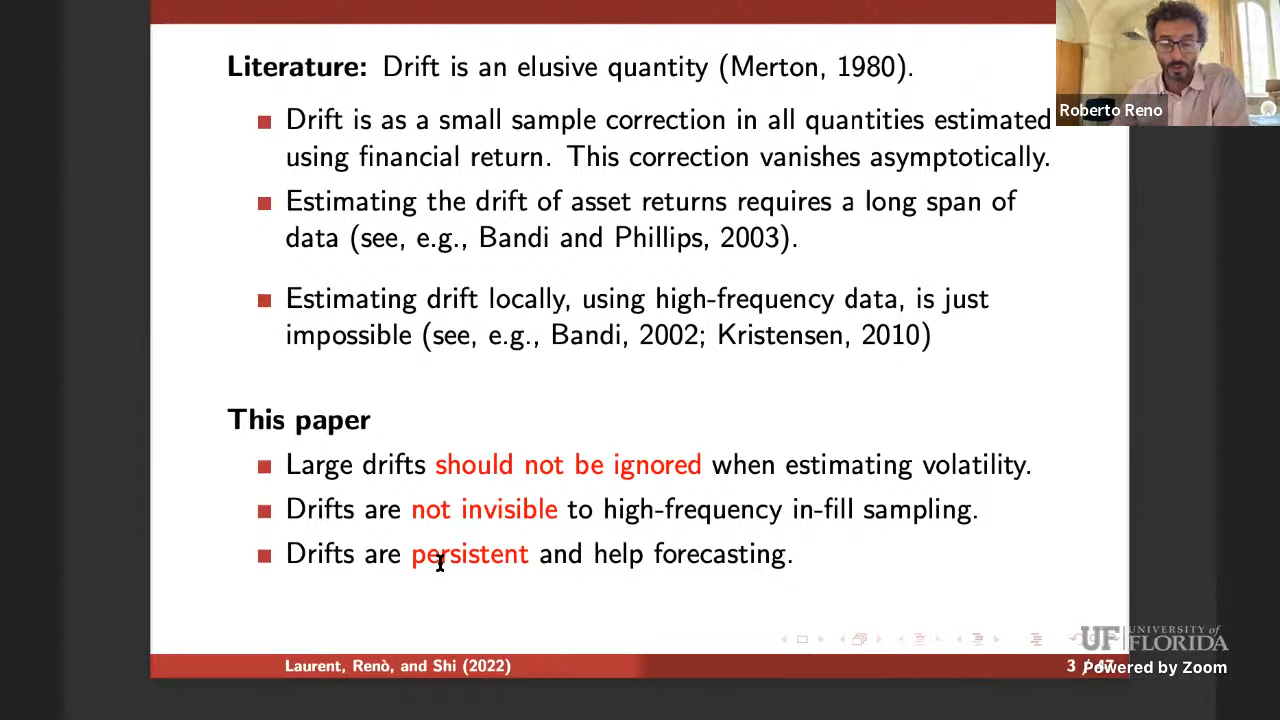 Literature: Drift is an elusive quantity (Merton, 1980).
Drift is as a small sample correction in all quantities estimated
using financial return. This correction vanishes asymptotically.
Estimating the drift of asset returns requires a long span of
data (see, e.g., Bandi and Phillips, 2003).
Estimating drift locally, using high-frequency data, is just
impossible (see, e.g., Bandi, 2002; Kristensen, 2010)
This paper
Large drifts should not be ignored when estimating volatility.
Drifts are not invisible to high-frequency in-fill sampling.
Drifts are persistent and help forecasting.
Laurent, Renò, and Shi (2022)
3 / 47
Roberto Reno
UF UNIVERSITY of
FLORIDA
Powered by Zoom